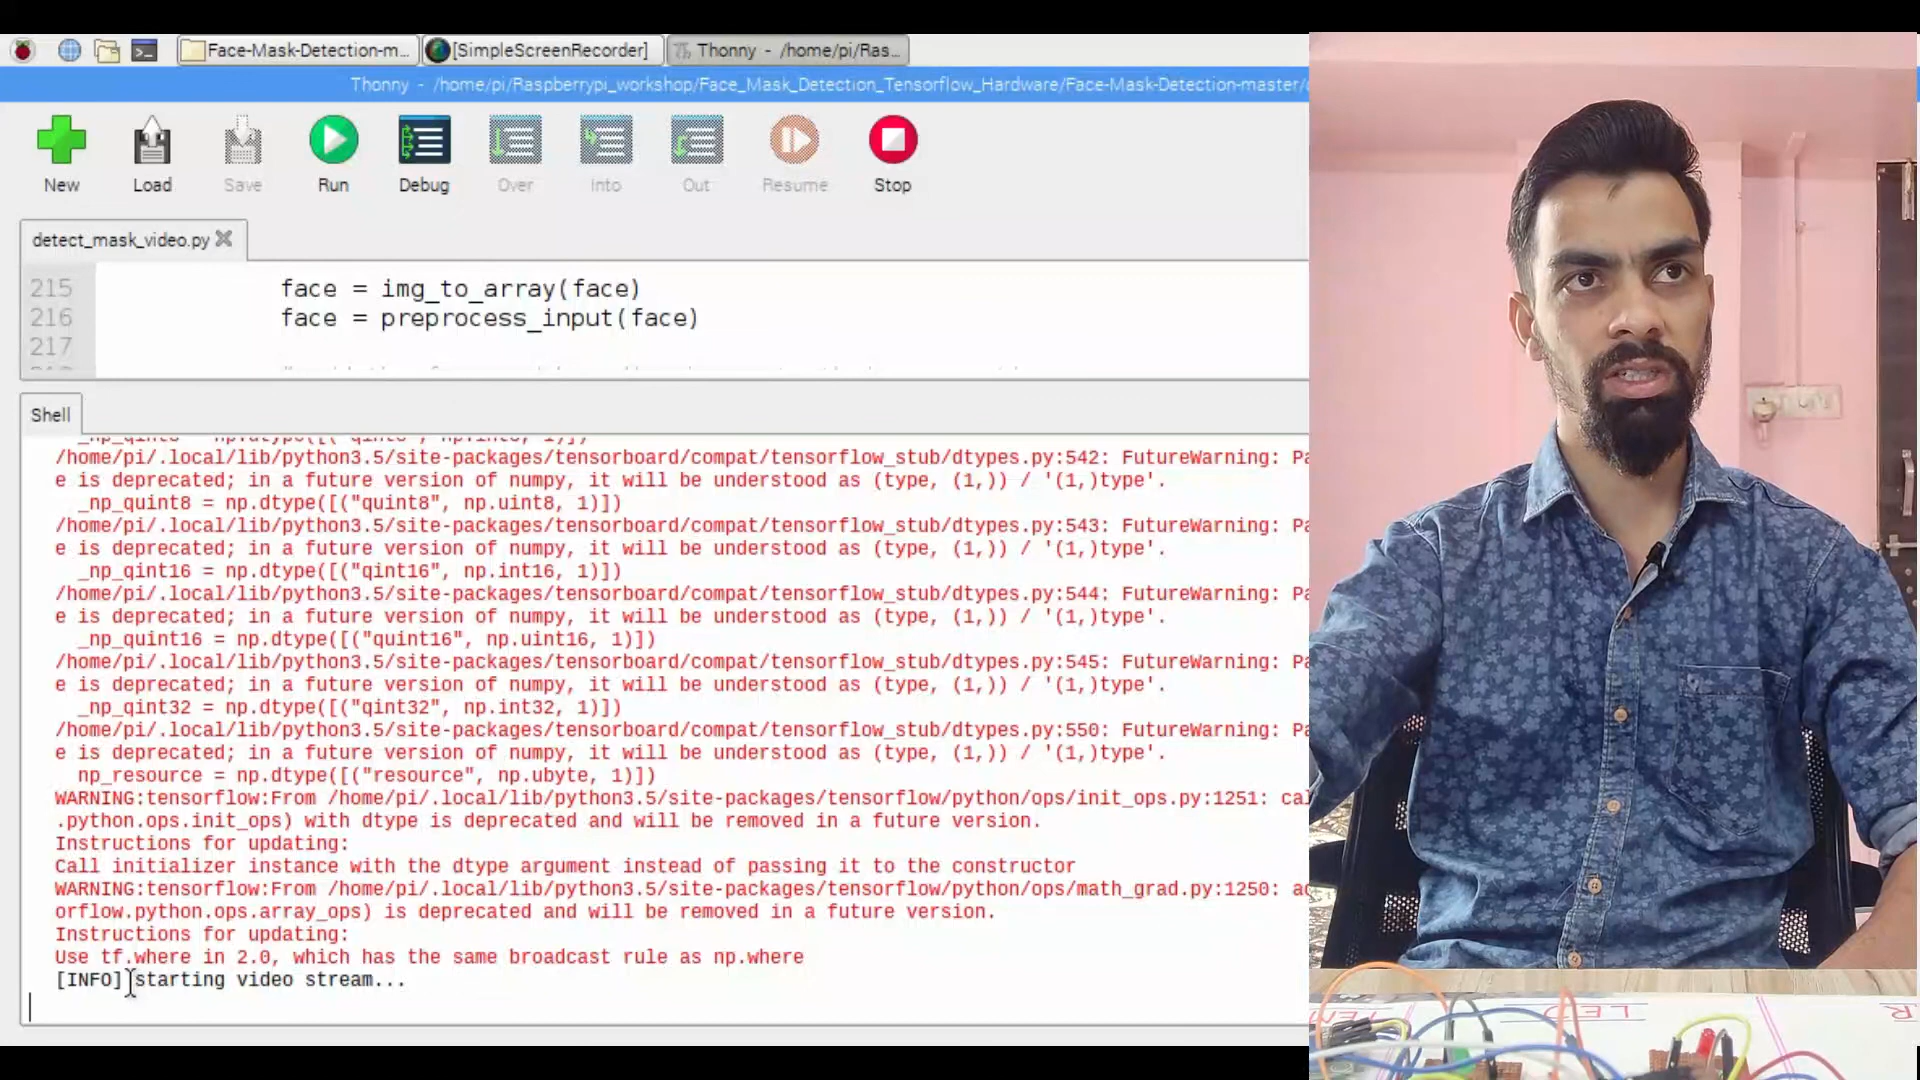 Face-Mask-Detection-m...
[SimpleScreenRecorder]
Thonny - /home/pi/Ras...
Thonny - /home/pi/Raspberrypi_workshop/Face_Mask_Detection_Tensorflow_Hardware/Face-Mask-Detection-master/
New
Load
Save
Run
Debug
Over
Into
Out
Resume
Stop
detect_mask_video.py
215 face = img_to_array(face)
216 face = preprocess_input(face)
217
Shell
/home/pi/.local/lib/python3.5/site-packages/tensorboard/compat/tensorflow_stub/dtypes.py:542: FutureWarning: Pa
e is deprecated; in a future version of numpy, it will be understood as (type, (1,)) / '(1,)type'.
_np_quint8 = np.dtype([("quint8", np.uint8, 1)])
/home/pi/.local/lib/python3.5/site-packages/tensorboard/compat/tensorflow_stub/dtypes.py:543: FutureWarning: Pa
e is deprecated; in a future version of numpy, it will be understood as (type, (1,)) / '(1,)type'.
_np_qint16 = np.dtype([("qint16", np.int16, 1)])
/home/pi/.local/lib/python3.5/site-packages/tensorboard/compat/tensorflow_stub/dtypes.py:544: FutureWarning: Pa
e is deprecated; in a future version of numpy, it will be understood as (type, (1,)) / '(1,)type'.
_np_quint16 = np.dtype([("quint16", np.uint16, 1)])
/home/pi/.local/lib/python3.5/site-packages/tensorboard/compat/tensorflow_stub/dtypes.py:545: FutureWarning: Pa
e is deprecated; in a future version of numpy, it will be understood as (type, (1,)) / '(1,)type'.
_np_qint32 = np.dtype([("qint32", np.int32, 1)])
/home/pi/.local/lib/python3.5/site-packages/tensorboard/compat/tensorflow_stub/dtypes.py:550: FutureWarning: Pa
e is deprecated; in a future version of numpy, it will be understood as (type, (1,)) / '(1,)type'.
np_resource = np.dtype([("resource", np.ubyte, 1)])
WARNING:tensorflow:From /home/pi/.local/lib/python3.5/site-packages/tensorflow/python/ops/init_ops.py:1251: cal
.python.ops.init_ops) with dtype is deprecated and will be removed in a future version.
Instructions for updating:
Call initializer instance with the dtype argument instead of passing it to the constructor
WARNING:tensorflow:From /home/pi/.local/lib/python3.5/site-packages/tensorflow/python/ops/math_grad.py:1250: ad
orflow.python.ops.array_ops) is deprecated and will be removed in a future version.
Instructions for updating:
Use tf.where in 2.0, which has the same broadcast rule as np.where
[INFO] starting video stream...
LED